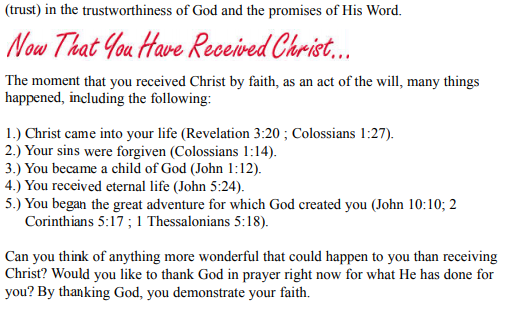 (trust) in the trustworthiness of God and the promises of His Word.
Now That You Have Received Christ...
The moment that you received Christ by faith, as an act of the will, many things
happened, including the following:
1.) Christ came into your life (Revelation 3:20 ; Colossians 1:27).
2.) Your sins were forgiven (Colossians 1:14).
3.) You became a child of God (John 1:12).
4.) You received eternal life (John 5:24).
5.) You began the great adventure for which God created you (John 10:10; 2
Corinthians 5:17 ; 1 Thessalonians 5:18).
Can you think of anything more wonderful that could happen to you than receiving
Christ? Would you like to thank God in prayer right now for what He has done for
you? By thanking God, you demonstrate your faith.